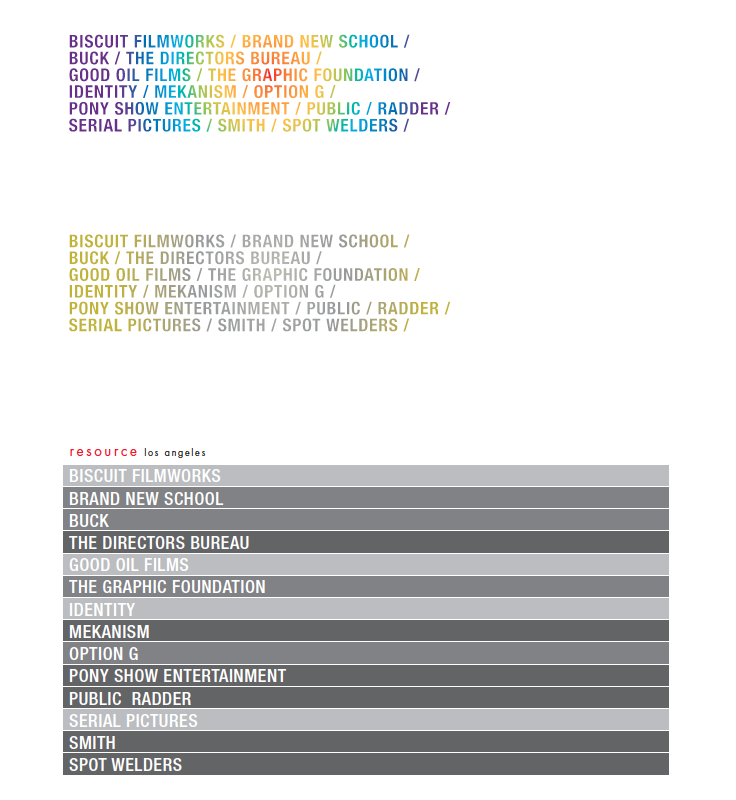 BISCUIT FILMWORKS / BRAND NEW SCHOOL /
BUCK / THE DIRECTORS BUREAU /
GOOD OIL FILMS / THE GRAPHIC FOUNDATION /
IDENTITY / MEKANISM / OPTION G /
PONY SHOW ENTERTAINMENT / PUBLIC / RADDER /
SERIAL PICTURES / SMITH / SPOT WELDERS /
BISCUIT FILMWORKS / BRAND NEW SCHOOL /
BUCK / THE DIRECTORS BUREAU /
GOOD OIL FILMS / THE GRAPHIC FOUNDATION /
IDENTITY / MEKANISM / OPTION G /
PONY SHOW ENTERTAINMENT / PUBLIC / RADDER /
SERIAL PICTURES / SMITH / SPOT WELDERS /
resource los angeles
BISCUIT FILMWORKS
BRAND NEW SCHOOL
BUCK
THE DIRECTORS BUREAU
GOOD OIL FILMS
THE GRAPHIC FOUNDATION
IDENTITY
MEKANISM
OPTION G
PONY SHOW ENTERTAINMENT
PUBLIC  RADDER
SERIAL PICTURES
SMITH
SPOT WELDERS